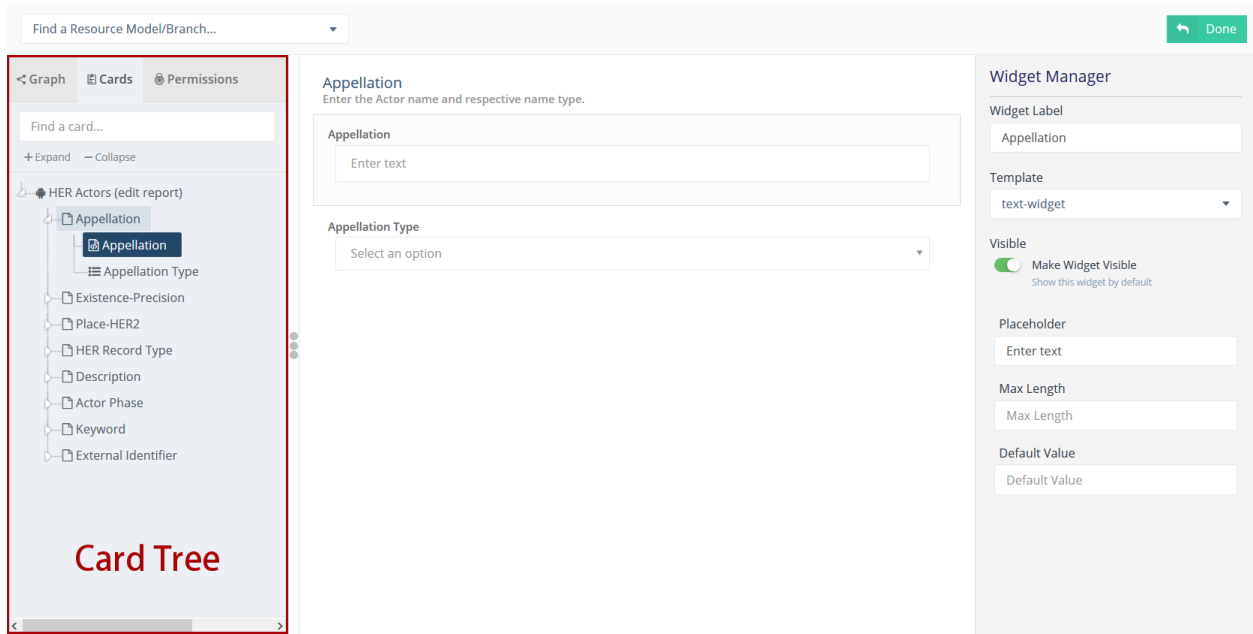 Find a Resource Model/Branch...
Done
Graph Cards Permissions
Find a card...
+ Expand − Collapse
HER Actors (edit report)
Appellation
Appellation
Appellation Type
Existence-Precision
Place-HER2
HER Record Type
Description
Actor Phase
Keyword
External Identifier
Card Tree
Appellation
Enter the Actor name and respective name type.
Appellation
Enter text
Appellation Type
Select an option
Widget Manager
Widget Label
Appellation
Template
text-widget
Visible
Make Widget Visible
Show this widget by default
Placeholder
Enter text
Max Length
Max Length
Default Value
Default Value